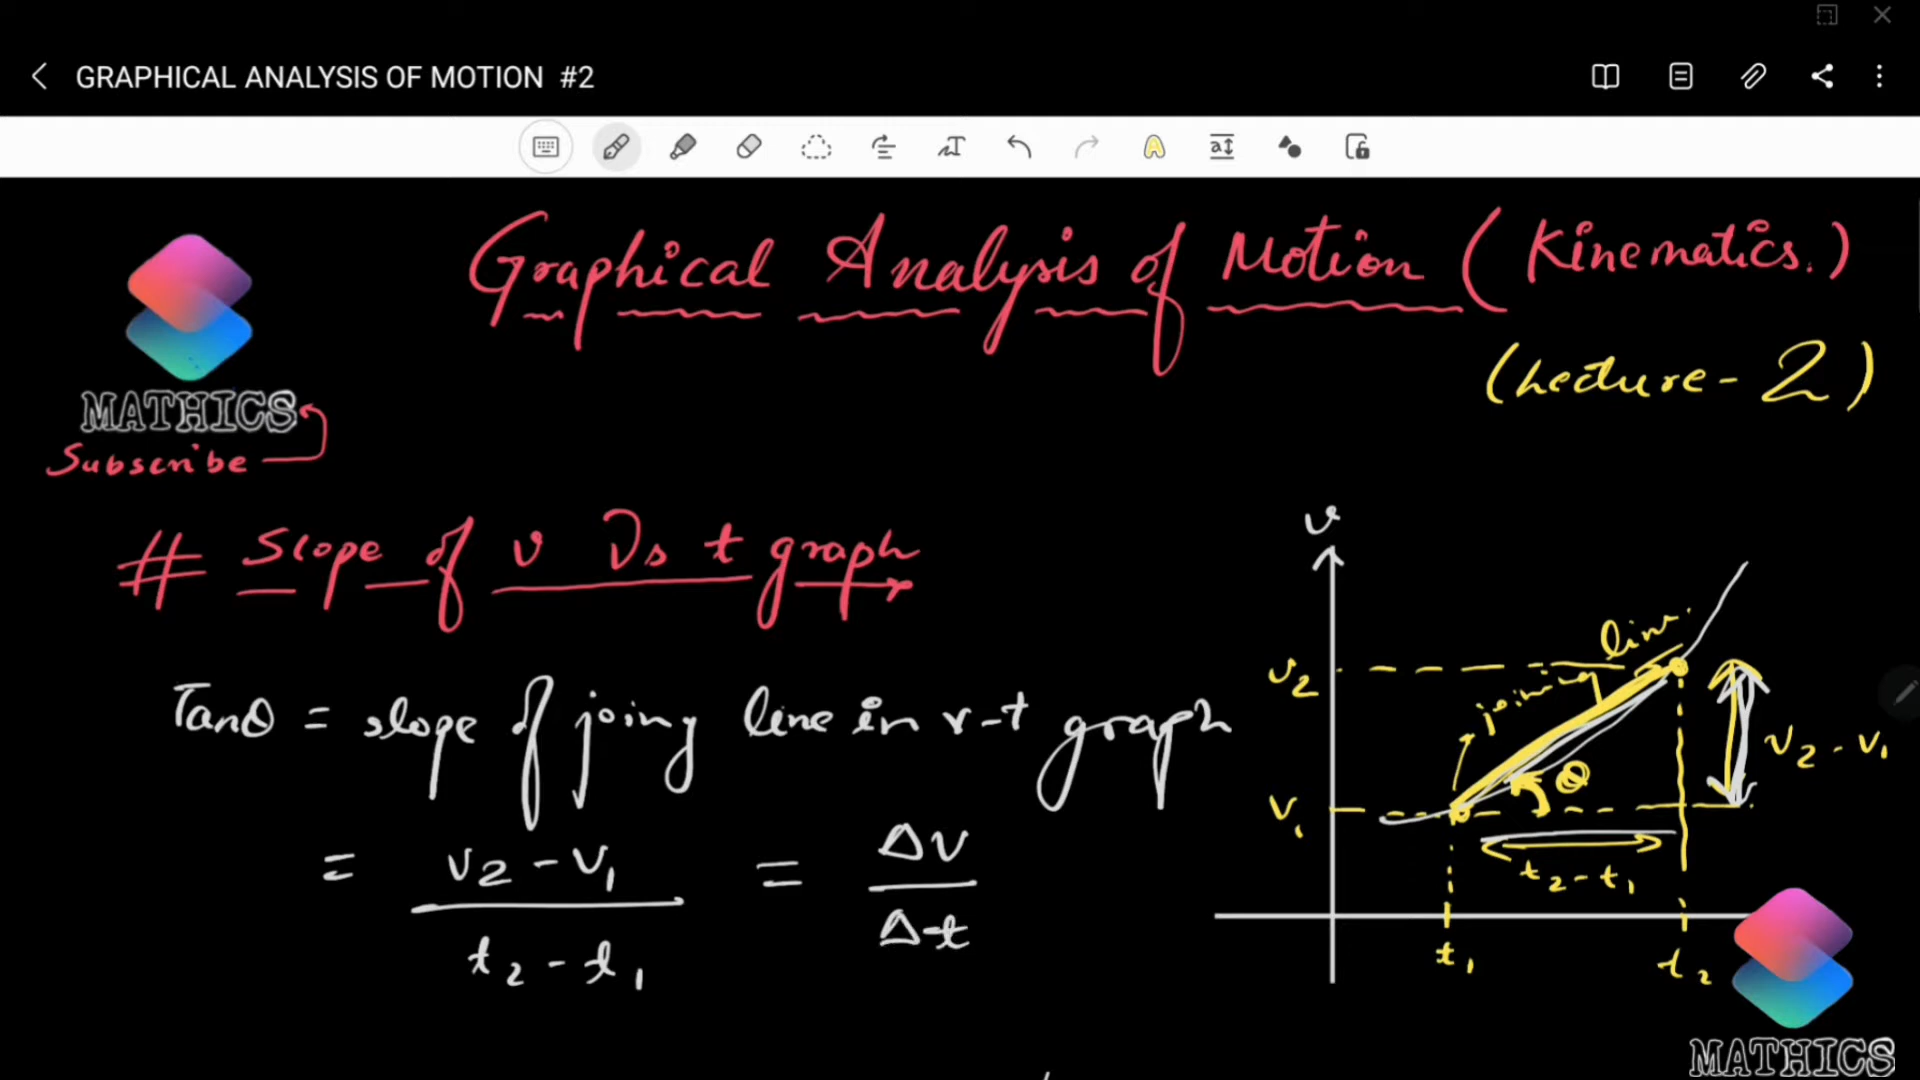 GRAPHICAL ANALYSIS OF MOTION #2
Graphical Analysis of Motion (Kinematics.)
(Lecture - 2)
MATHICS
Subscribe
# Slope of v Vs t graph
Tanθ = slope of joing line in v-t graph
= v2 - v1 / t2 - t1 = Δv / Δt
v
line
joining
v2
v2 - v1
θ
v1
t2 - t1
t1
t2
MATHICS